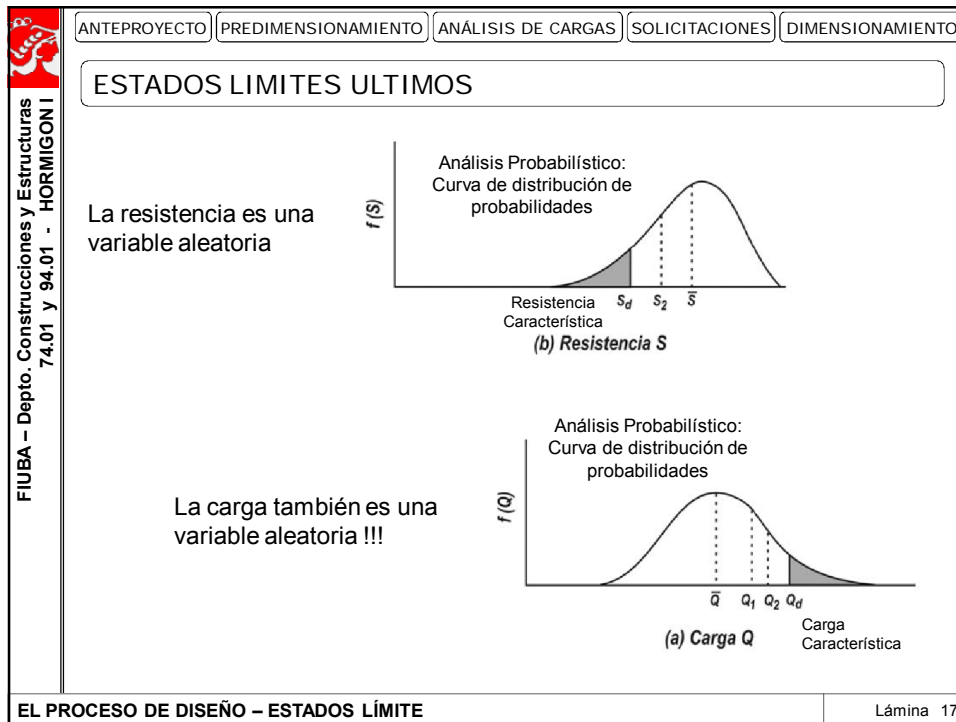 ANTEPROYECTO PREDIMENSIONAMIENTO ANÁLISIS DE CARGAS SOLICITACIONES DIMENSIONAMIENTO
ESTADOS LIMITES ULTIMOS
FIUBA – Depto. Construcciones y Estructuras
74.01 y 94.01 - HORMIGON I
La resistencia es una
variable aleatoria
Análisis Probabilístico:
Curva de distribución de
probabilidades
f (S)
Resistencia
Característica
S_d S_2 S̅
(b) Resistencia S
La carga también es una
variable aleatoria !!!
Análisis Probabilístico:
Curva de distribución de
probabilidades
f (Q)
Q̅ Q_1 Q_2 Q_d
Carga
Característica
(a) Carga Q
EL PROCESO DE DISEÑO – ESTADOS LÍMITE
Lámina 17